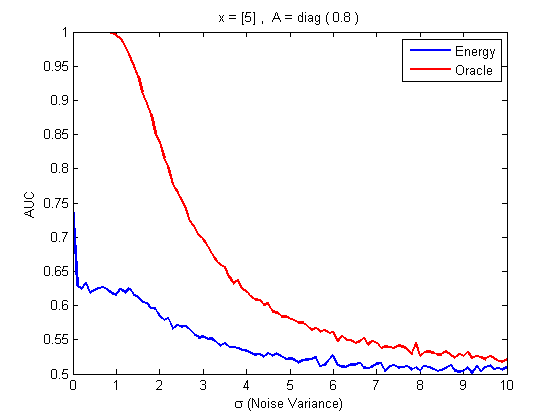 x = [5] , A = diag ( 0.8 )
Energy
Oracle
AUC
1
0.95
0.9
0.85
0.8
0.75
0.7
0.65
0.6
0.55
0.5
0 1 2 3 4 5 6 7 8 9 10
σ (Noise Variance)